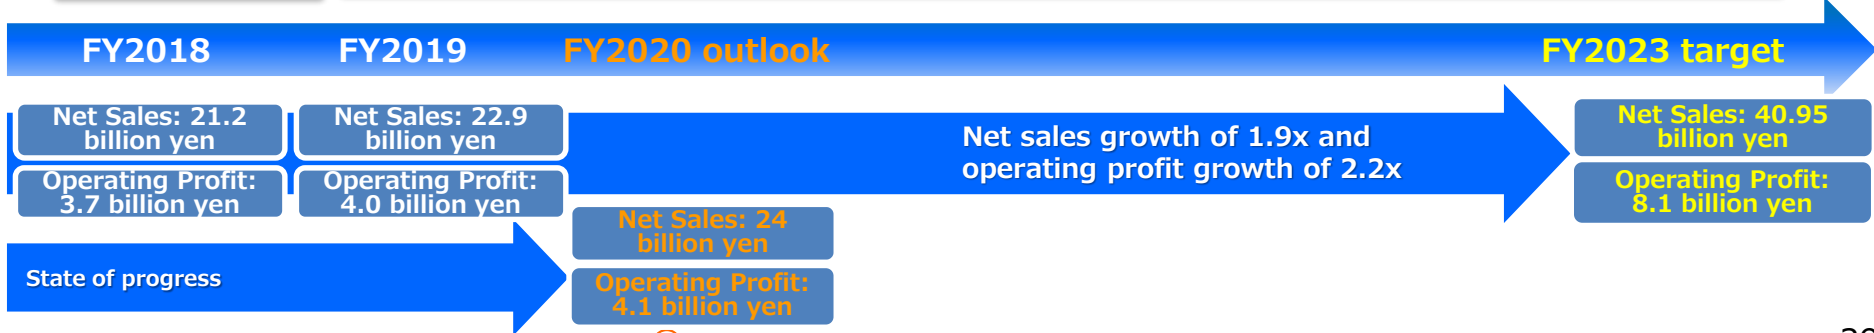 FY2018
FY2019
FY2020 outlook
FY2023 target
Net Sales: 21.2
billion yen
Net Sales: 22.9
billion yen
Net sales growth of 1.9x and
operating profit growth of 2.2x
Net Sales: 40.95
billion yen
Operating Profit:
3.7 billion yen
Operating Profit:
4.0 billion yen
Operating Profit:
8.1 billion yen
Net Sales: 24
billion yen
State of progress
Operating Profit:
4.1 billion yen